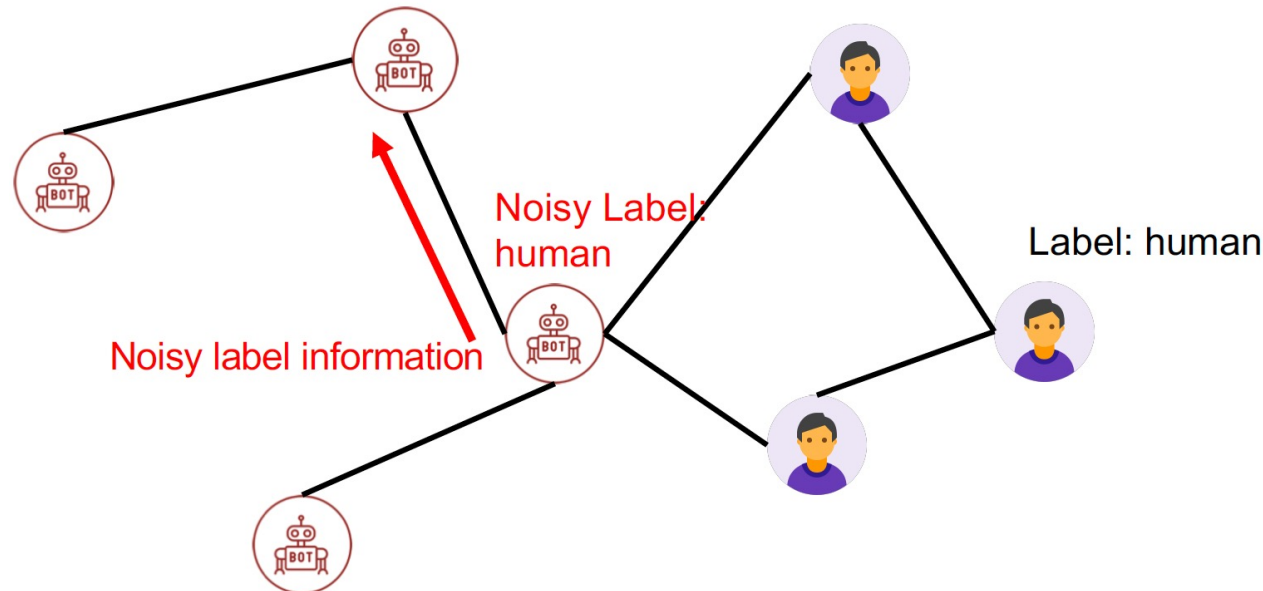 BOT
BOT
Noisy Label:
human
Label: human
BOT
Noisy label information
BOT